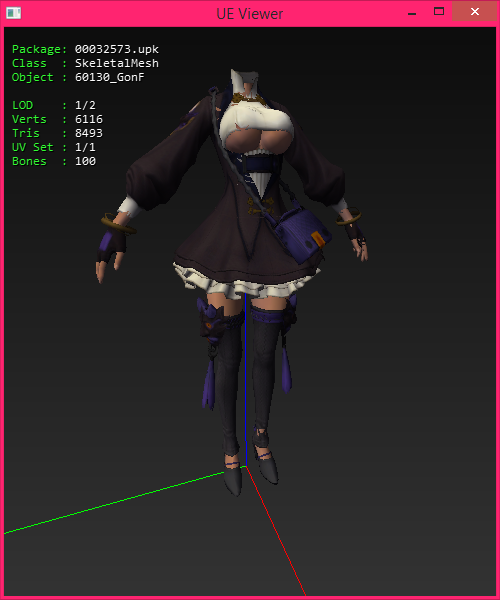 UE Viewer
Package: 00032573.upk
Class : SkeletalMesh
Object : 60130_GonF
LOD : 1/2
Verts : 6116
Tris : 8493
UV Set : 1/1
Bones : 100